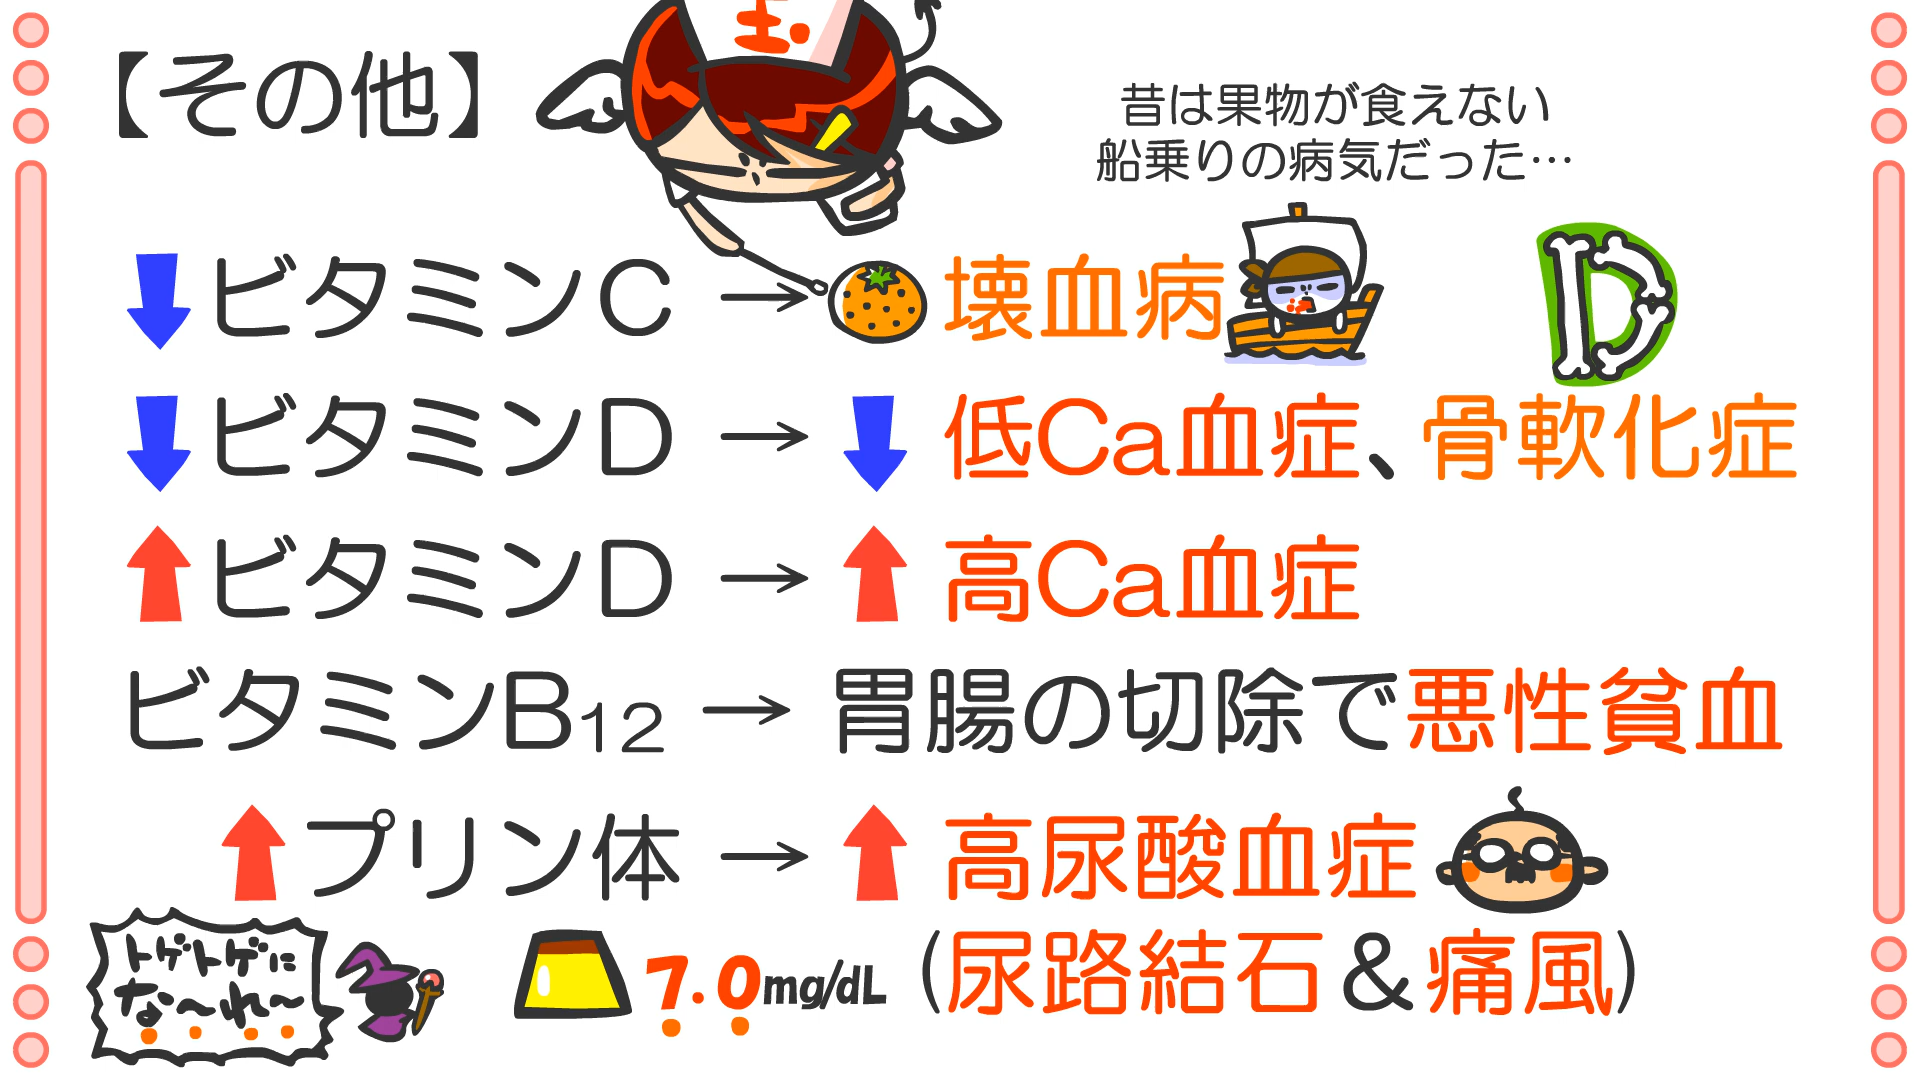 【その他】
昔は果物が食えない
船乗りの病気だった…
ビタミンC → 壊血病
ビタミンD → 低Ca血症、骨軟化症
ビタミンD → 高Ca血症
ビタミンB₁₂ → 胃腸の切除で悪性貧血
プリン体 → 高尿酸血症
トゲトゲに
な〜れ〜
7.0mg/dL (尿路結石&痛風)